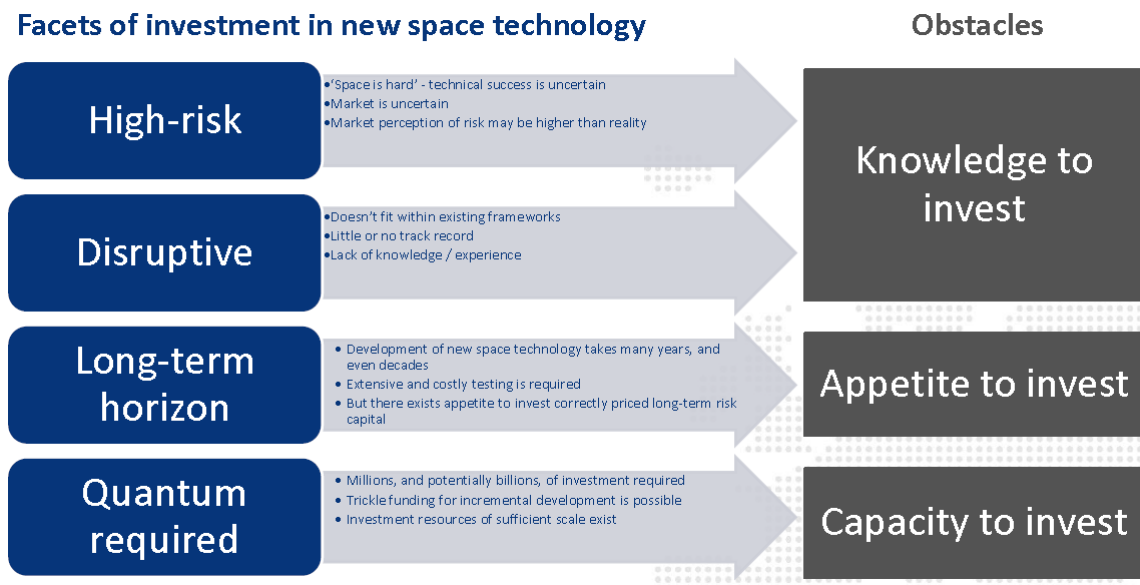 Facets of investment in new space technology
Obstacles
High-risk
•‘Space is hard’ - technical success is uncertain
•Market is uncertain
•Market perception of risk may be higher than reality
Knowledge to
invest
Disruptive
•Doesn’t fit within existing frameworks
•Little or no track record
•Lack of knowledge / experience
Long-term
horizon
• Development of new space technology takes many years, and
even decades
• Extensive and costly testing is required
• But there exists appetite to invest correctly priced long-term risk
capital
Appetite to invest
Quantum
required
• Millions, and potentially billions, of investment required
• Trickle funding for incremental development is possible
• Investment resources of sufficient scale exist
Capacity to invest